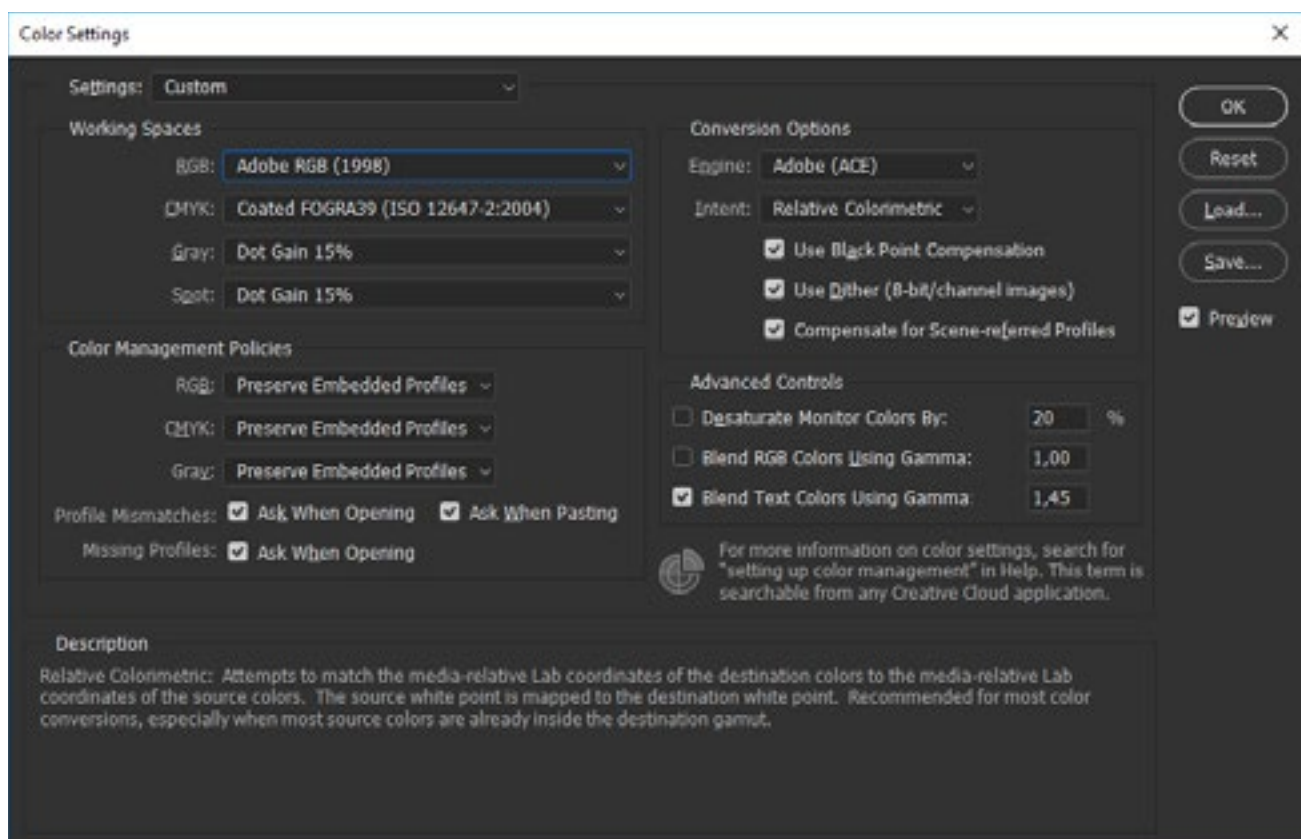 Color Settings
Settings: Custom
Working Spaces
RGB: Adobe RGB (1998)
CMYK: Coated FOGRA39 (ISO 12647-2:2004)
Gray: Dot Gain 15%
Spot: Dot Gain 15%
Color Management Policies
RGB: Preserve Embedded Profiles
CMYK: Preserve Embedded Profiles
Gray: Preserve Embedded Profiles
Profile Mismatches: Ask When Opening Ask When Pasting
Missing Profiles: Ask When Opening
Conversion Options
Engine: Adobe (ACE)
Intent: Relative Colorimetric
Use Black Point Compensation
Use Dither (8-bit/channel images)
Compensate for Scene-referred Profiles
Advanced Controls
Desaturate Monitor Colors By: 20 %
Blend RGB Colors Using Gamma: 1,00
Blend Text Colors Using Gamma: 1,45
For more information on color settings, search for
"setting up color management" in Help. This term is
searchable from any Creative Cloud application.
OK
Reset
Load...
Save...
Preview
Description
Relative Colorimetric: Attempts to match the media-relative Lab coordinates of the destination colors to the media-relative Lab
coordinates of the source colors. The source white point is mapped to the destination white point. Recommended for most color
conversions, especially when most source colors are already inside the destination gamut.